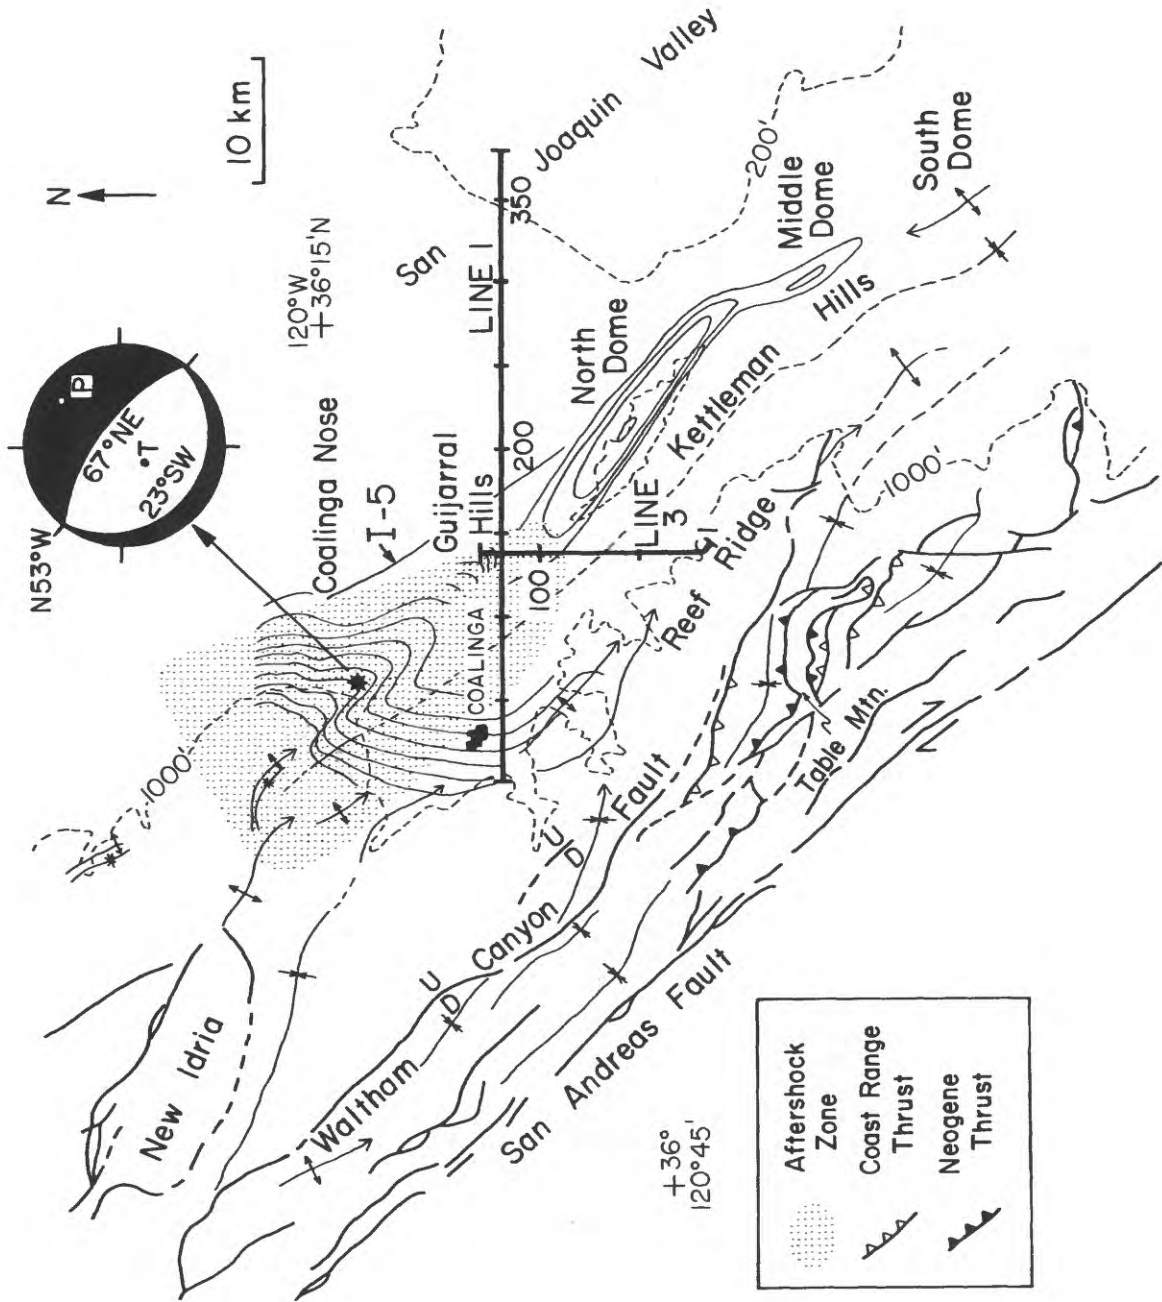 N
10 km
120°W
+36°15'N
San
Joaquin
Valley
N53°W
P
67°NE
T
23°SW
Coalinga Nose
I-5
Guijarral
Hills
LINE 1
200
350
200'
North
Dome
Middle
Dome
South
Dome
Kettleman
Hills
COALINGA
100
LINE
3
1
Reef
Ridge
1000'
1000'
New Idria
Waltham
Canyon
Fault
U
D
U
D
San
Andreas
Fault
Table Mtn.
+36°
120°45'
Aftershock
Zone
Coast Range
Thrust
Neogene
Thrust